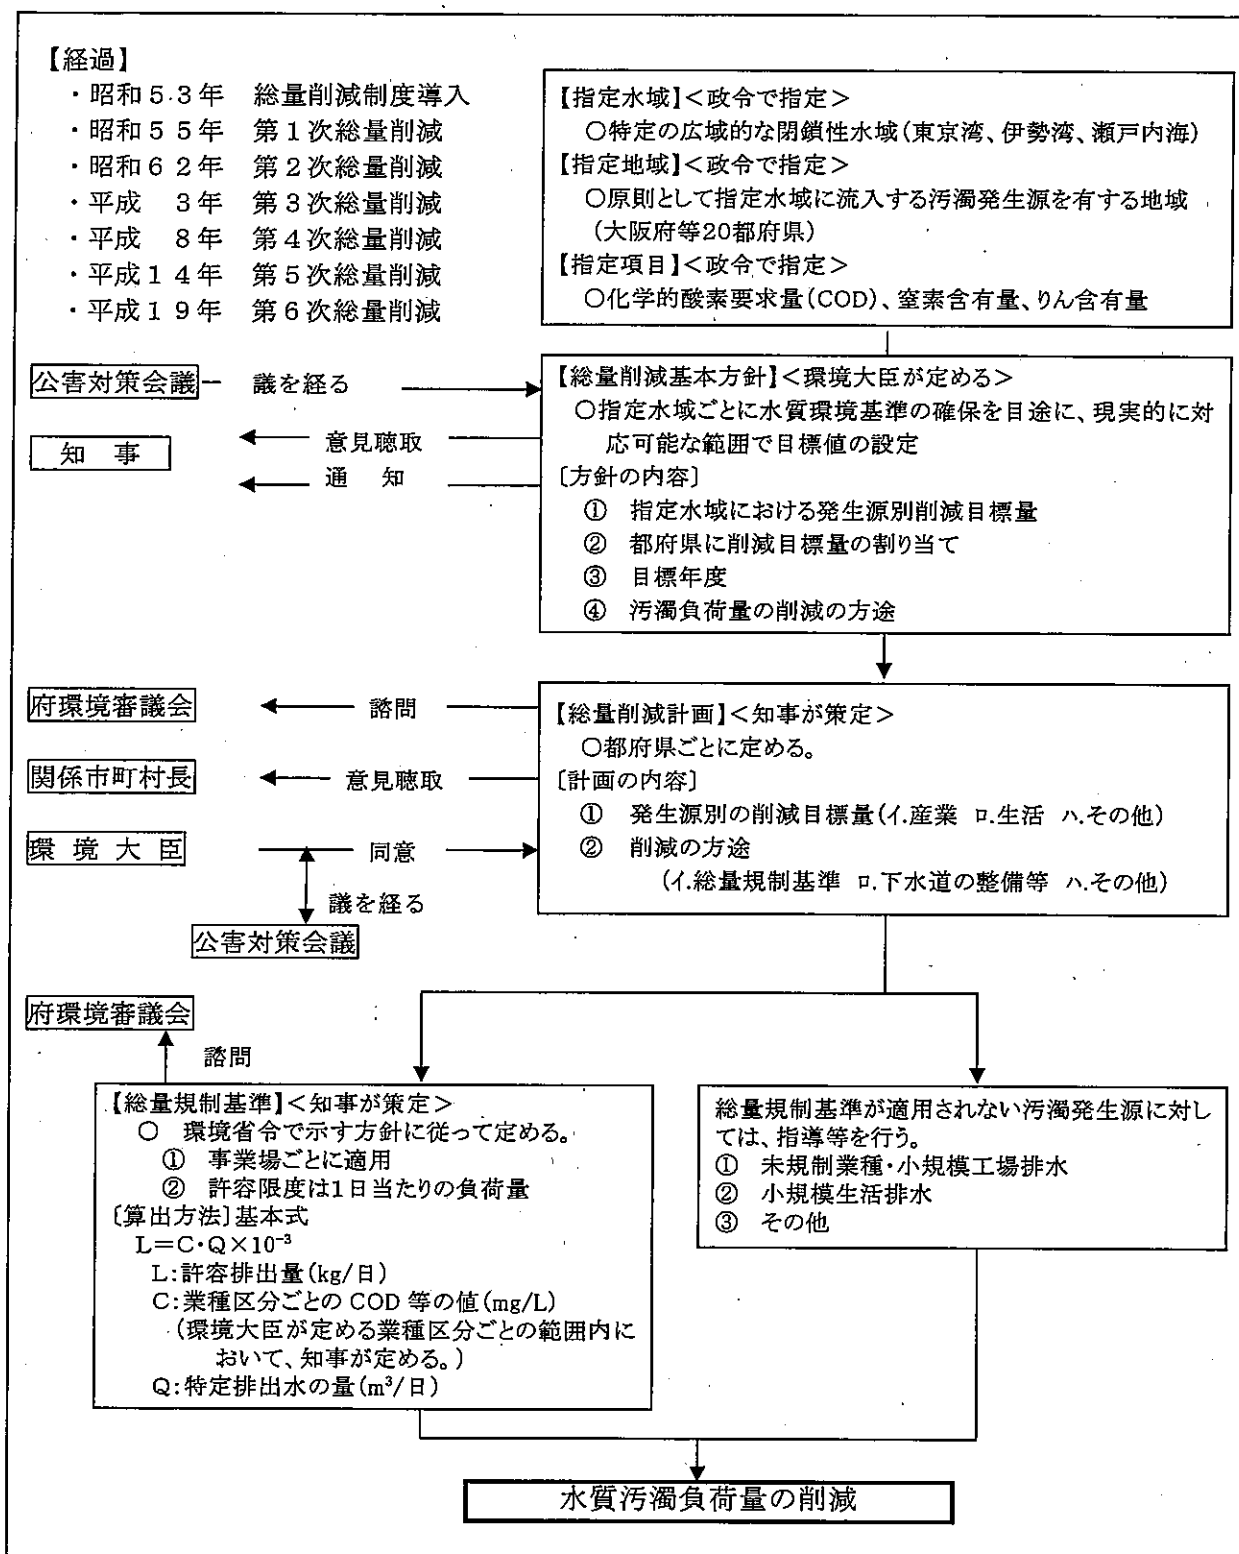 【経過】
・昭和53年　総量削減制度導入
・昭和55年　第1次総量削減
・昭和62年　第2次総量削減
・平成　3年　第3次総量削減
・平成　8年　第4次総量削減
・平成14年　第5次総量削減
・平成19年　第6次総量削減
【指定水域】＜政令で指定＞
○特定の広域的な閉鎖性水域(東京湾、伊勢湾、瀬戸内海)
【指定地域】＜政令で指定＞
○原則として指定水域に流入する汚濁発生源を有する地域
(大阪府等20都府県)
【指定項目】＜政令で指定＞
○化学的酸素要求量(COD)、窒素含有量、りん含有量
公害対策会議
議を経る
知　事
意見聴取
通　知
【総量削減基本方針】＜環境大臣が定める＞
○指定水域ごとに水質環境基準の確保を目途に、現実的に対
応可能な範囲で目標値の設定
〔方針の内容〕
①　指定水域における発生源別削減目標量
②　都府県に削減目標量の割り当て
③　目標年度
④　汚濁負荷量の削減の方途
府環境審議会
諮問
関係市町村長
意見聴取
環 境 大 臣
同意
議を経る
公害対策会議
【総量削減計画】＜知事が策定＞
○都府県ごとに定める。
〔計画の内容〕
①　発生源別の削減目標量(ｲ.産業 ﾛ.生活 ﾊ.その他)
②　削減の方途
(ｲ.総量規制基準 ﾛ.下水道の整備等 ﾊ.その他)
府環境審議会
諮問
【総量規制基準】＜知事が策定＞
○　環境省令で示す方針に従って定める。
①　事業場ごとに適用
②　許容限度は1日当たりの負荷量
〔算出方法〕基本式
L＝C・Q×10⁻³
L:許容排出量(kg/日)
C:業種区分ごとの COD 等の値(mg/L)
(環境大臣が定める業種区分ごとの範囲内に
おいて、知事が定める。)
Q:特定排出水の量(m³/日)
総量規制基準が適用されない汚濁発生源に対し
ては、指導等を行う。
①　未規制業種・小規模工場排水
②　小規模生活排水
③　その他
水質汚濁負荷量の削減